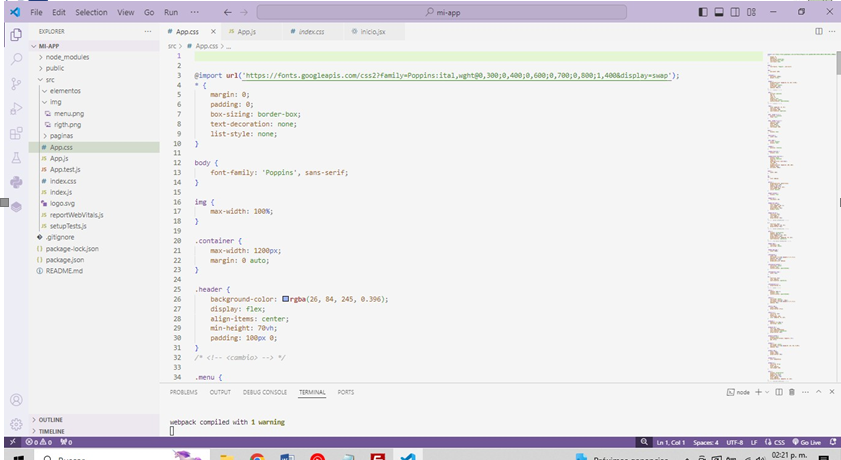 File Edit Selection View Go Run ... mi-app
EXPLORER ...
MI-APP
node_modules
public
src
elementos
img
menu.png
rigth.png
paginas
# App.css
JS App.js
JS App.test.js
# index.css
JS index.js
logo.svg
JS reportWebVitals.js
JS setupTests.js
.gitignore
{} package-lock.json
{} package.json
README.md
OUTLINE
TIMELINE
# App.css × JS App.js # index.css inicio.jsx
src > # App.css > ...
1
2
3 @import url('https://fonts.googleapis.com/css2?family=Poppins:ital,wght@0,300;0,400;0,600;0,700;0,800;1,400&display=swap');
4 * {
5 margin: 0;
6 padding: 0;
7 box-sizing: border-box;
8 text-decoration: none;
9 list-style: none;
10 }
11
12 body {
13 font-family: 'Poppins', sans-serif;
14 }
15
16 img {
17 max-width: 100%;
18 }
19
20 .container {
21 max-width: 1200px;
22 margin: 0 auto;
23 }
24
25 .header {
26 background-color: rgba(26, 84, 245, 0.396);
27 display: flex;
28 align-items: center;
29 min-height: 70vh;
30 padding: 100px 0;
31 }
32 /* <!-- <cambio> --> */
33
34 .menu {
PROBLEMS OUTPUT DEBUG CONSOLE TERMINAL PORTS node
webpack compiled with 1 warning
0 0 0 Ln 1, Col 1 Spaces: 4 UTF-8 LF CSS Go Live
02:21 p. m.